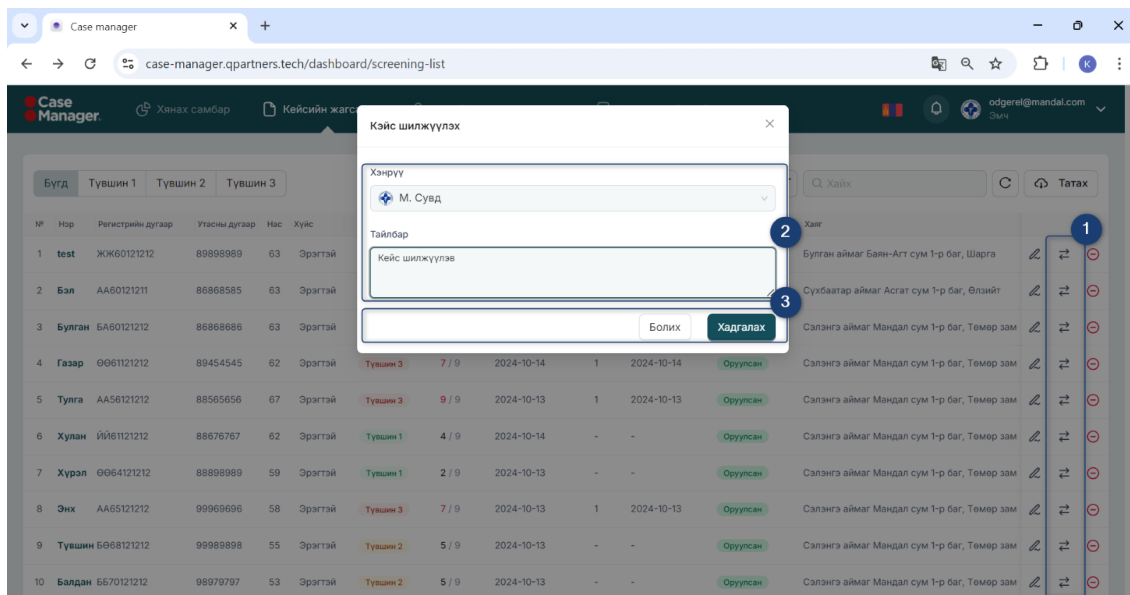 Case manager
case-manager.qpartners.tech/dashboard/screening-list
K
Case Manager.
Хянах самбар
Кейсийн жагс
odgerel@mandal.com
Эмч
Кэйс шилжүүлэх
Хэнрүү
М. Сувд
Тайлбар
Кейс шилжүүлэв
Болих Хадгалах
1
2
3
Бүгд Түвшин 1 Түвшин 2 Түвшин 3 Хайх Татах
№ Нэр Регистрийн дугаар Утасны дугаар Нас Хүйс Хаяг
1 test ЖЖ60121212 89898989 63 Эрэгтэй Булган аймаг Баян-Агт сум 1-р баг, Шарга
2 Бэл АА60121211 86868585 63 Эрэгтэй Сүхбаатар аймаг Асгат сум 1-р баг, Өлзийт
3 Булган БА60121212 86868686 63 Эрэгтэй Сэлэнгэ аймаг Мандал сум 1-р баг, Төмөр зам
4 Газар ӨӨ61121212 89454545 62 Эрэгтэй Түвшин 3 7 / 9 2024-10-14 1 2024-10-14 Оруулсан Сэлэнгэ аймаг Мандал сум 1-р баг, Төмөр зам
5 Тулга АА56121212 88565656 67 Эрэгтэй Түвшин 3 9 / 9 2024-10-13 1 2024-10-13 Оруулсан Сэлэнгэ аймаг Мандал сум 1-р баг, Төмөр зам
6 Хулан ЙЙ61121212 88676767 62 Эрэгтэй Түвшин 1 4 / 9 2024-10-14 - - Оруулсан Сэлэнгэ аймаг Мандал сум 1-р баг, Төмөр зам
7 Хүрэл ӨӨ64121212 88898989 59 Эрэгтэй Түвшин 1 2 / 9 2024-10-13 - - Оруулсан Сэлэнгэ аймаг Мандал сум 1-р баг, Төмөр зам
8 Энх АА65121212 99969696 58 Эрэгтэй Түвшин 3 7 / 9 2024-10-13 1 2024-10-13 Оруулсан Сэлэнгэ аймаг Мандал сум 1-р баг, Төмөр зам
9 Түвшин БӨ68121212 99989898 55 Эрэгтэй Түвшин 2 5 / 9 2024-10-13 - - Оруулсан Сэлэнгэ аймаг Мандал сум 1-р баг, Төмөр зам
10 Балдан ББ70121212 98979797 53 Эрэгтэй Түвшин 2 5 / 9 2024-10-13 - - Оруулсан Сэлэнгэ аймаг Мандал сум 1-р баг, Төмөр зам